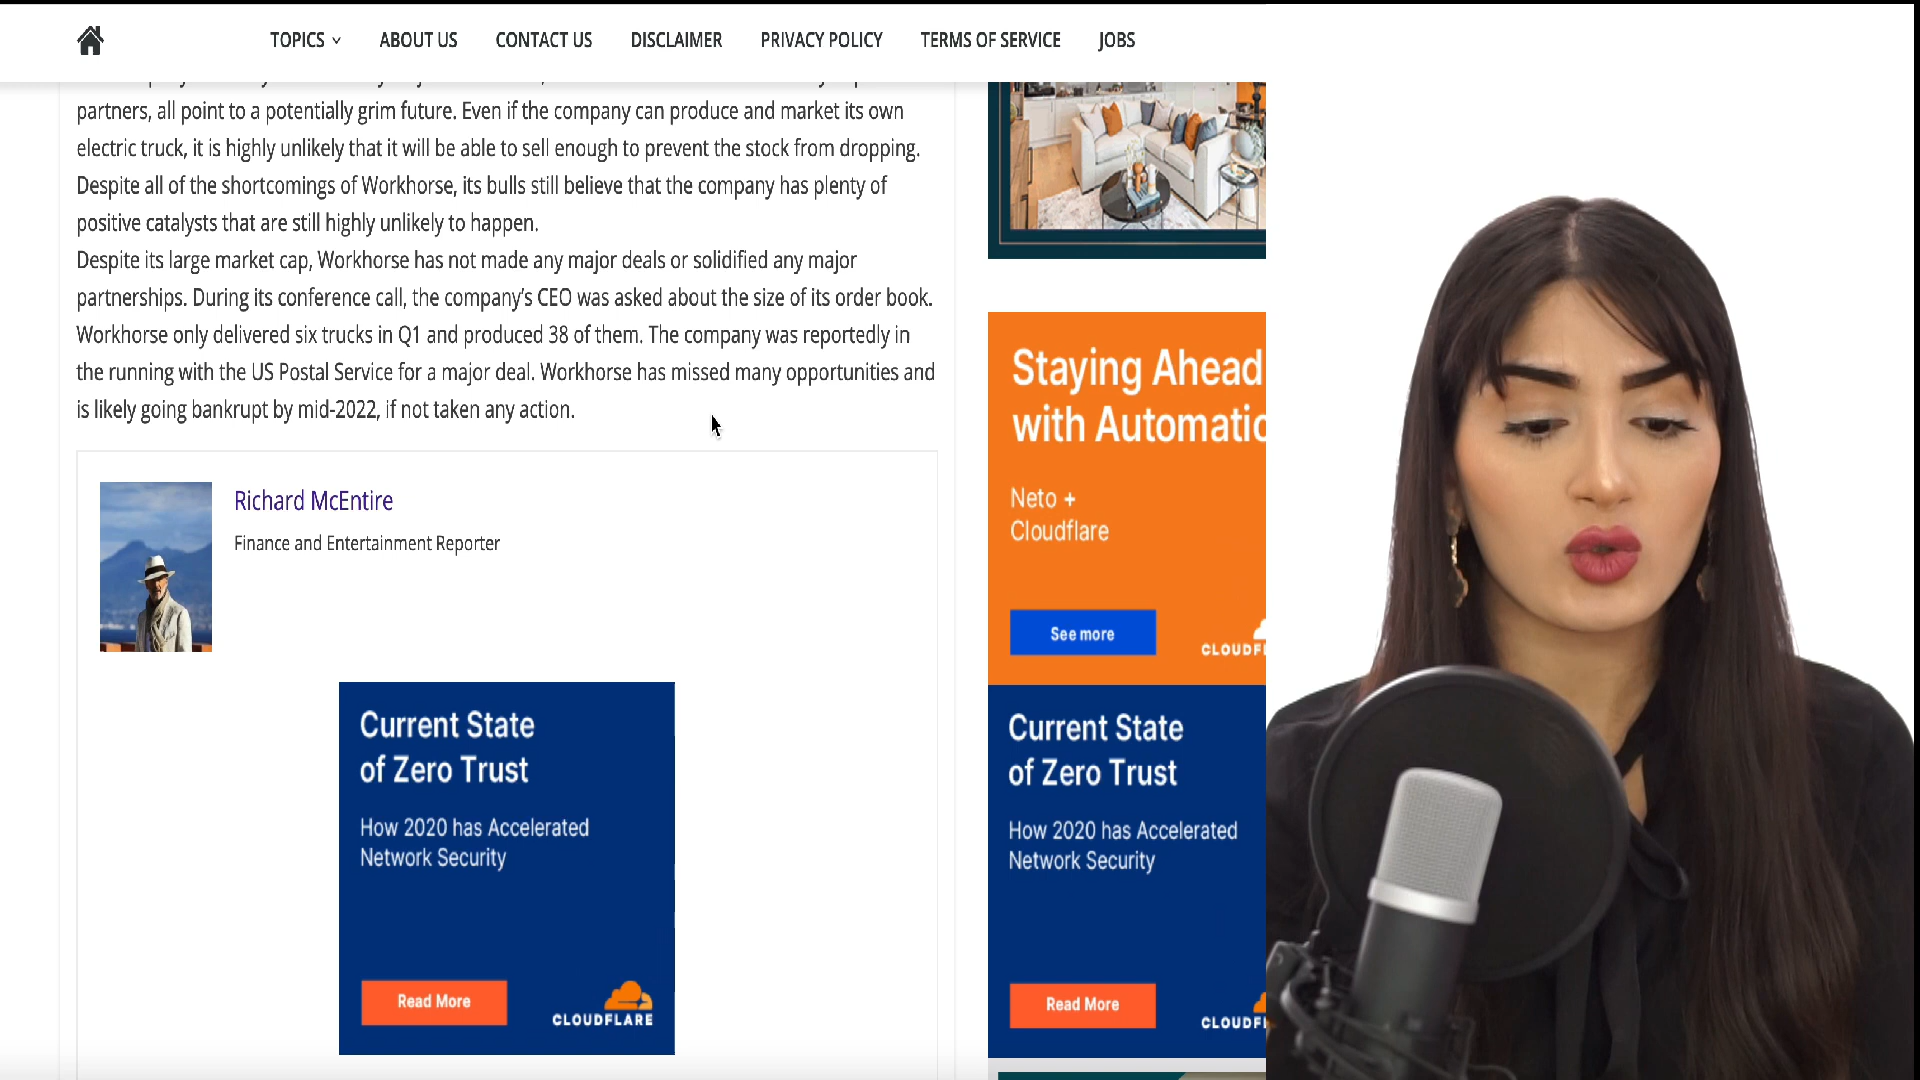 TOPICS ABOUT US CONTACT US DISCLAIMER PRIVACY POLICY TERMS OF SERVICE JOBS
partners, all point to a potentially grim future. Even if the company can produce and market its own
electric truck, it is highly unlikely that it will be able to sell enough to prevent the stock from dropping.
Despite all of the shortcomings of Workhorse, its bulls still believe that the company has plenty of
positive catalysts that are still highly unlikely to happen.
Despite its large market cap, Workhorse has not made any major deals or solidified any major
partnerships. During its conference call, the company's CEO was asked about the size of its order book.
Workhorse only delivered six trucks in Q1 and produced 38 of them. The company was reportedly in
the running with the US Postal Service for a major deal. Workhorse has missed many opportunities and
is likely going bankrupt by mid-2022, if not taken any action.
Richard McEntire
Finance and Entertainment Reporter
Current State
of Zero Trust
How 2020 has Accelerated
Network Security
Read More
CLOUDFLARE
Staying Ahead
with Automatic
Neto +
Cloudflare
See more
CLOUDFL
Current State
of Zero Trust
How 2020 has Accelerated
Network Security
Read More
CLOUDFL